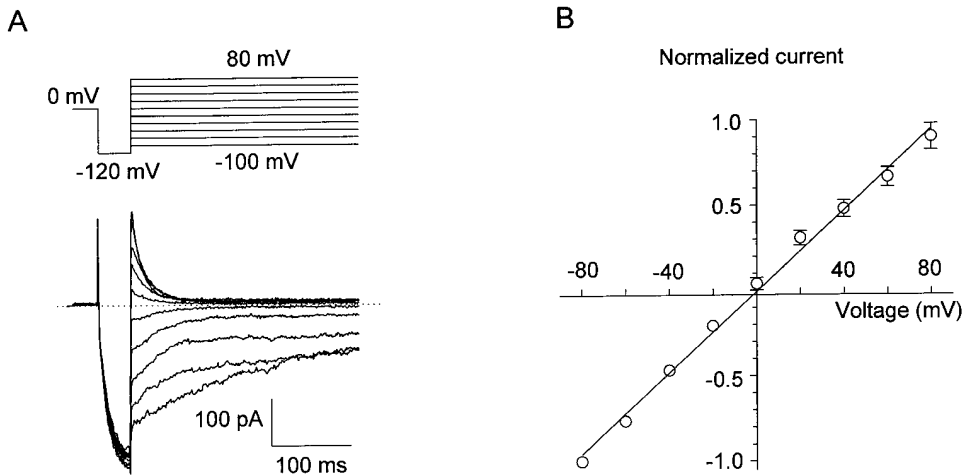 A
80 mV
0 mV
-120 mV
-100 mV
100 pA
100 ms
B
Normalized current
1.0
0.5
-80
-40
40
80
Voltage (mV)
-0.5
-1.0